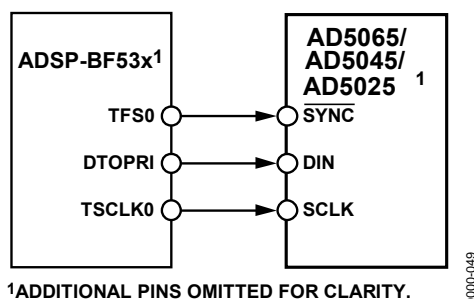 ADSP-BF53x1
AD5065/
AD5045/
AD5025 1
TFS0
SYNC
DTOPRI
DIN
TSCLK0
SCLK
1ADDITIONAL PINS OMITTED FOR CLARITY.
000-049